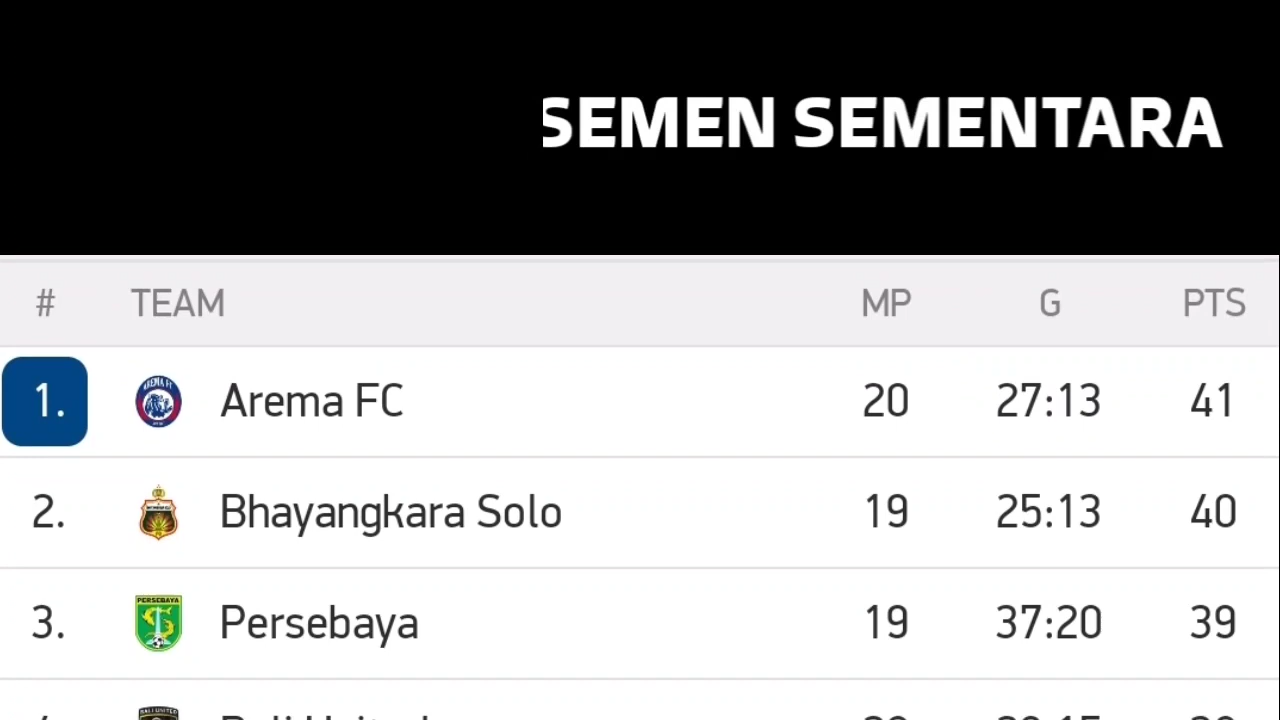 SEMEN SEMENTARA
# TEAM MP G PTS
1. Arema FC 20 27:13 41
2. Bhayangkara Solo 19 25:13 40
3. Persebaya 19 37:20 39